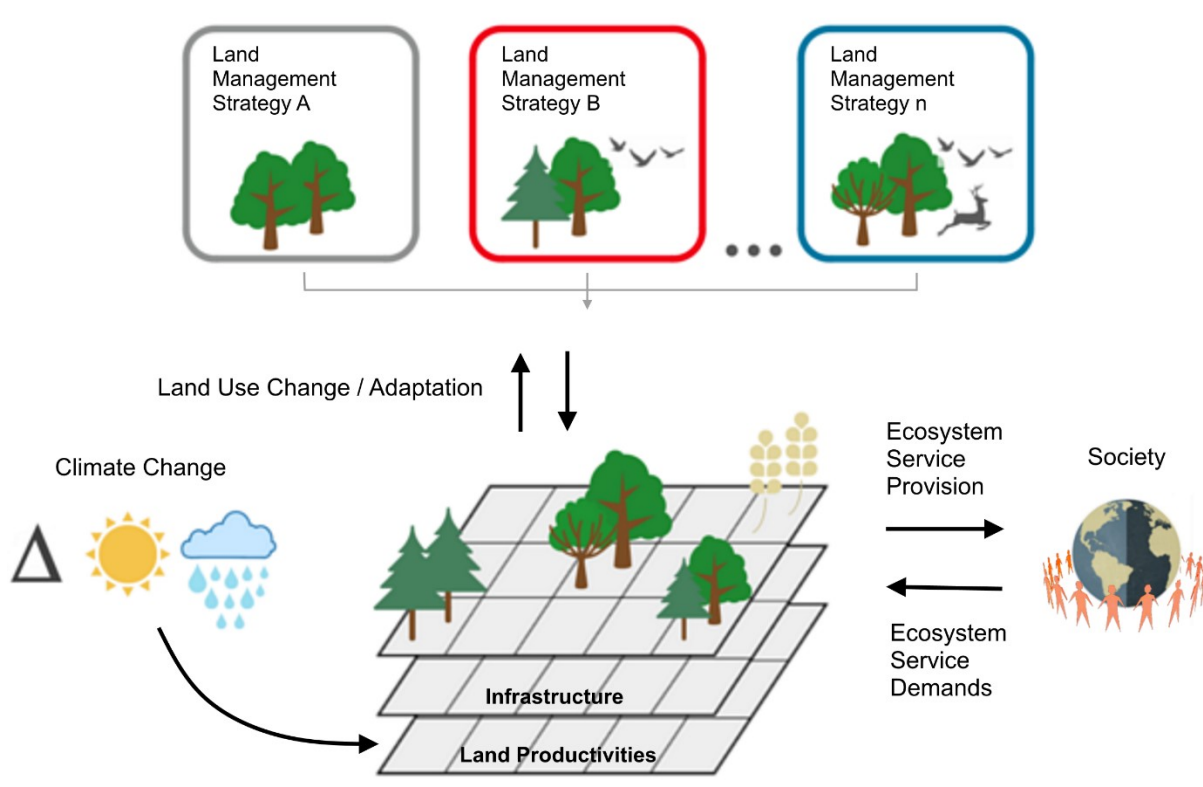 Land
Management
Strategy A
Land
Management
Strategy B
Land
Management
Strategy n
Land Use Change / Adaptation
Climate Change
Δ
Ecosystem
Service
Provision
Society
Ecosystem
Service
Demands
Infrastructure
Land Productivities